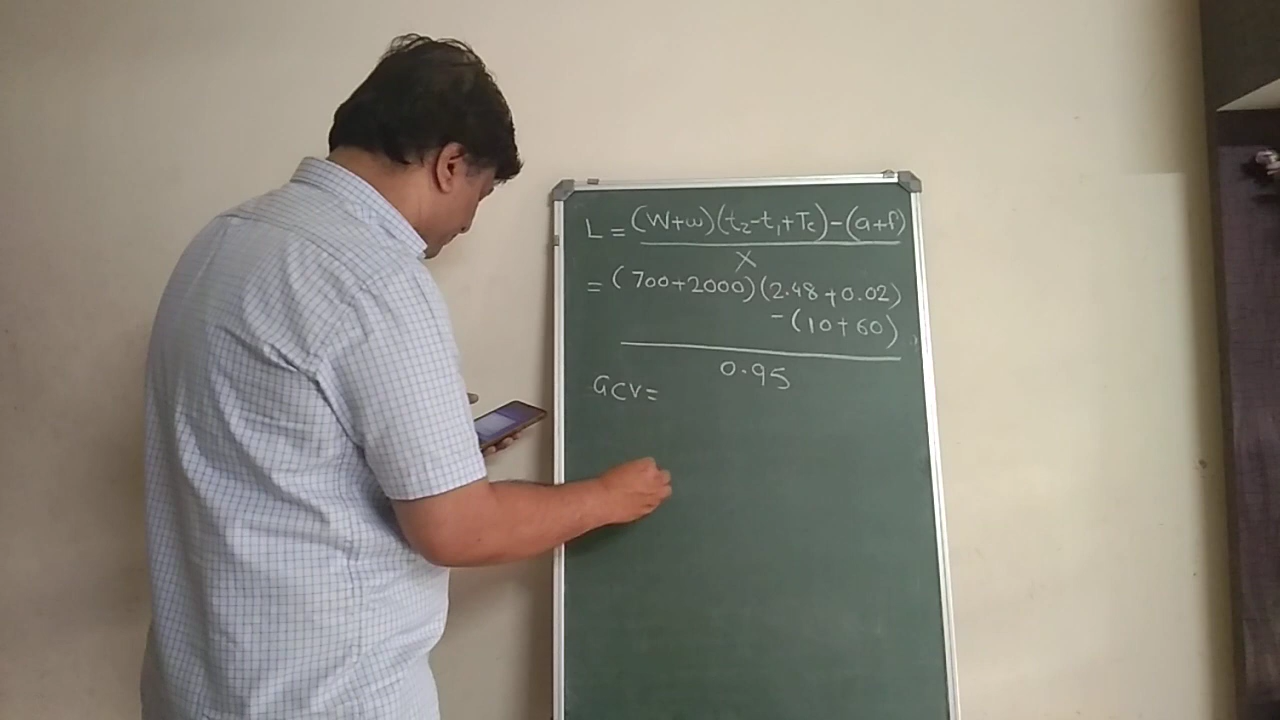 L = (W+w)(t₂-t₁+Tc)-(a+f)
x
= (700+2000)(2.48+0.02)
-(10+60)
0.95
GCV=